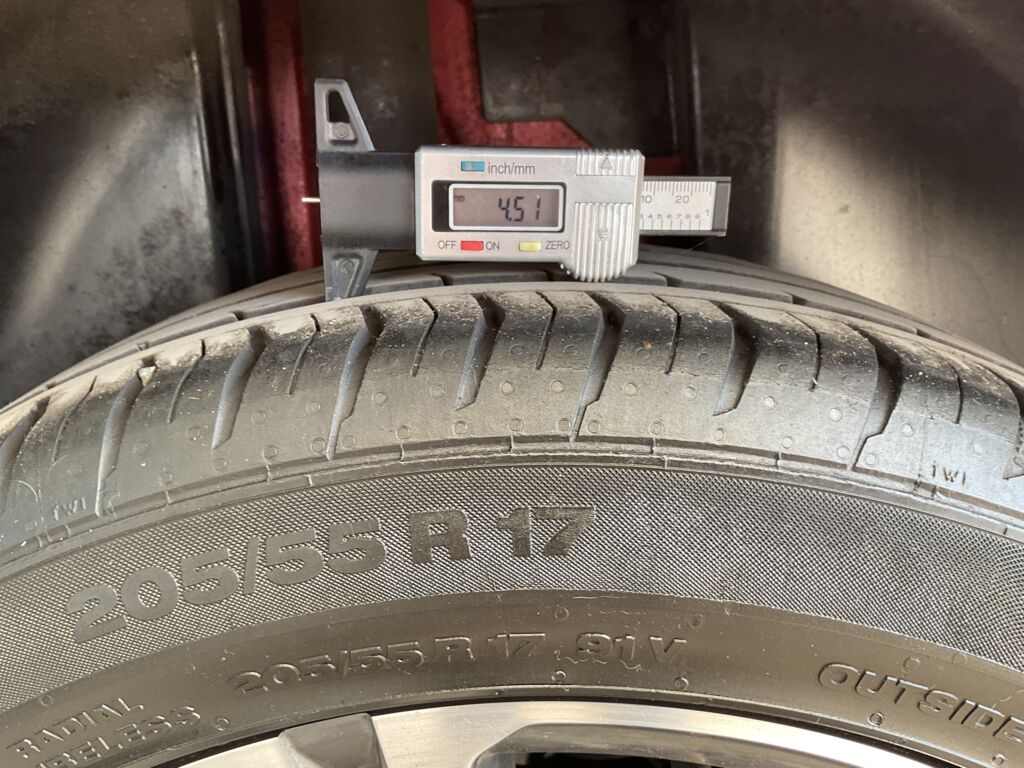 inch/mm
4.51
OFF ON ZERO
10 20
TWI
TWI
205/55 R 17
205/55 R 17 91 V
OUTSIDE
RADIAL